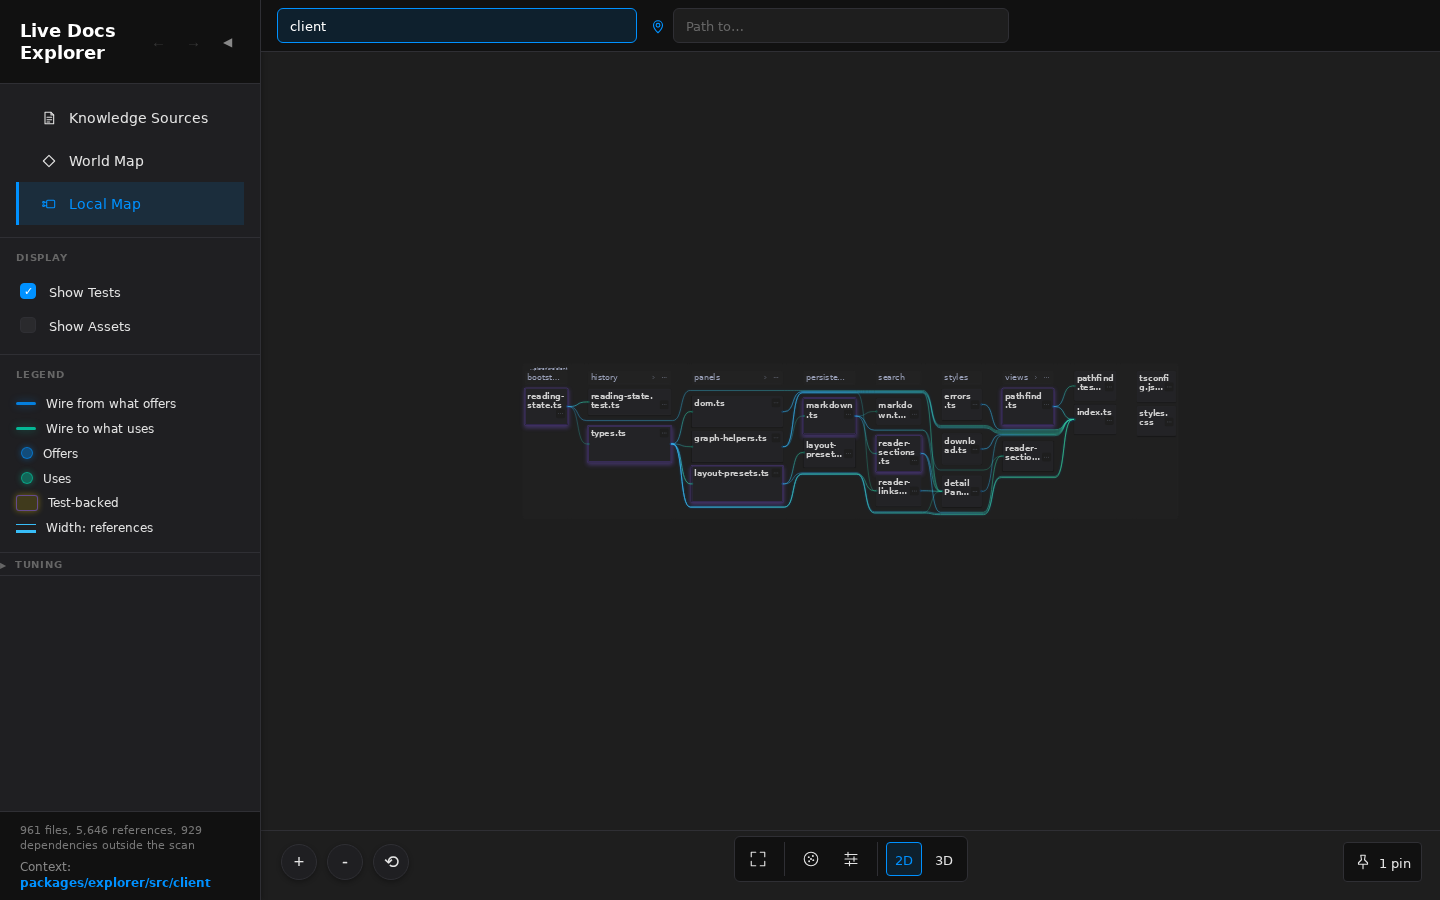 Live Docs
Explorer
← → ◀
client
Path to...
Knowledge Sources
World Map
Local Map
DISPLAY
✓ Show Tests
Show Assets
LEGEND
Wire from what offers
Wire to what uses
Offers
Uses
Test-backed
Width: references
▸ TUNING
961 files, 5,646 references, 929
dependencies outside the scan
Context:
packages/explorer/src/client
bootst...
reading-
state.ts
history
reading-state.
test.ts
types.ts
panels
dom.ts
graph-helpers.ts
layout-presets.ts
persiste...
markdown
.ts
layout-
preset...
search
markdo
wn.t...
reader-
sections
.ts
reader-
links...
styles
errors
.ts
downlo
ad.ts
detail
Pan...
views
pathfind
.ts
reader-
sectio...
pathfind
.tes...
index.ts
tsconfi
g.js...
styles.
css
+ - ⟲
2D 3D
1 pin